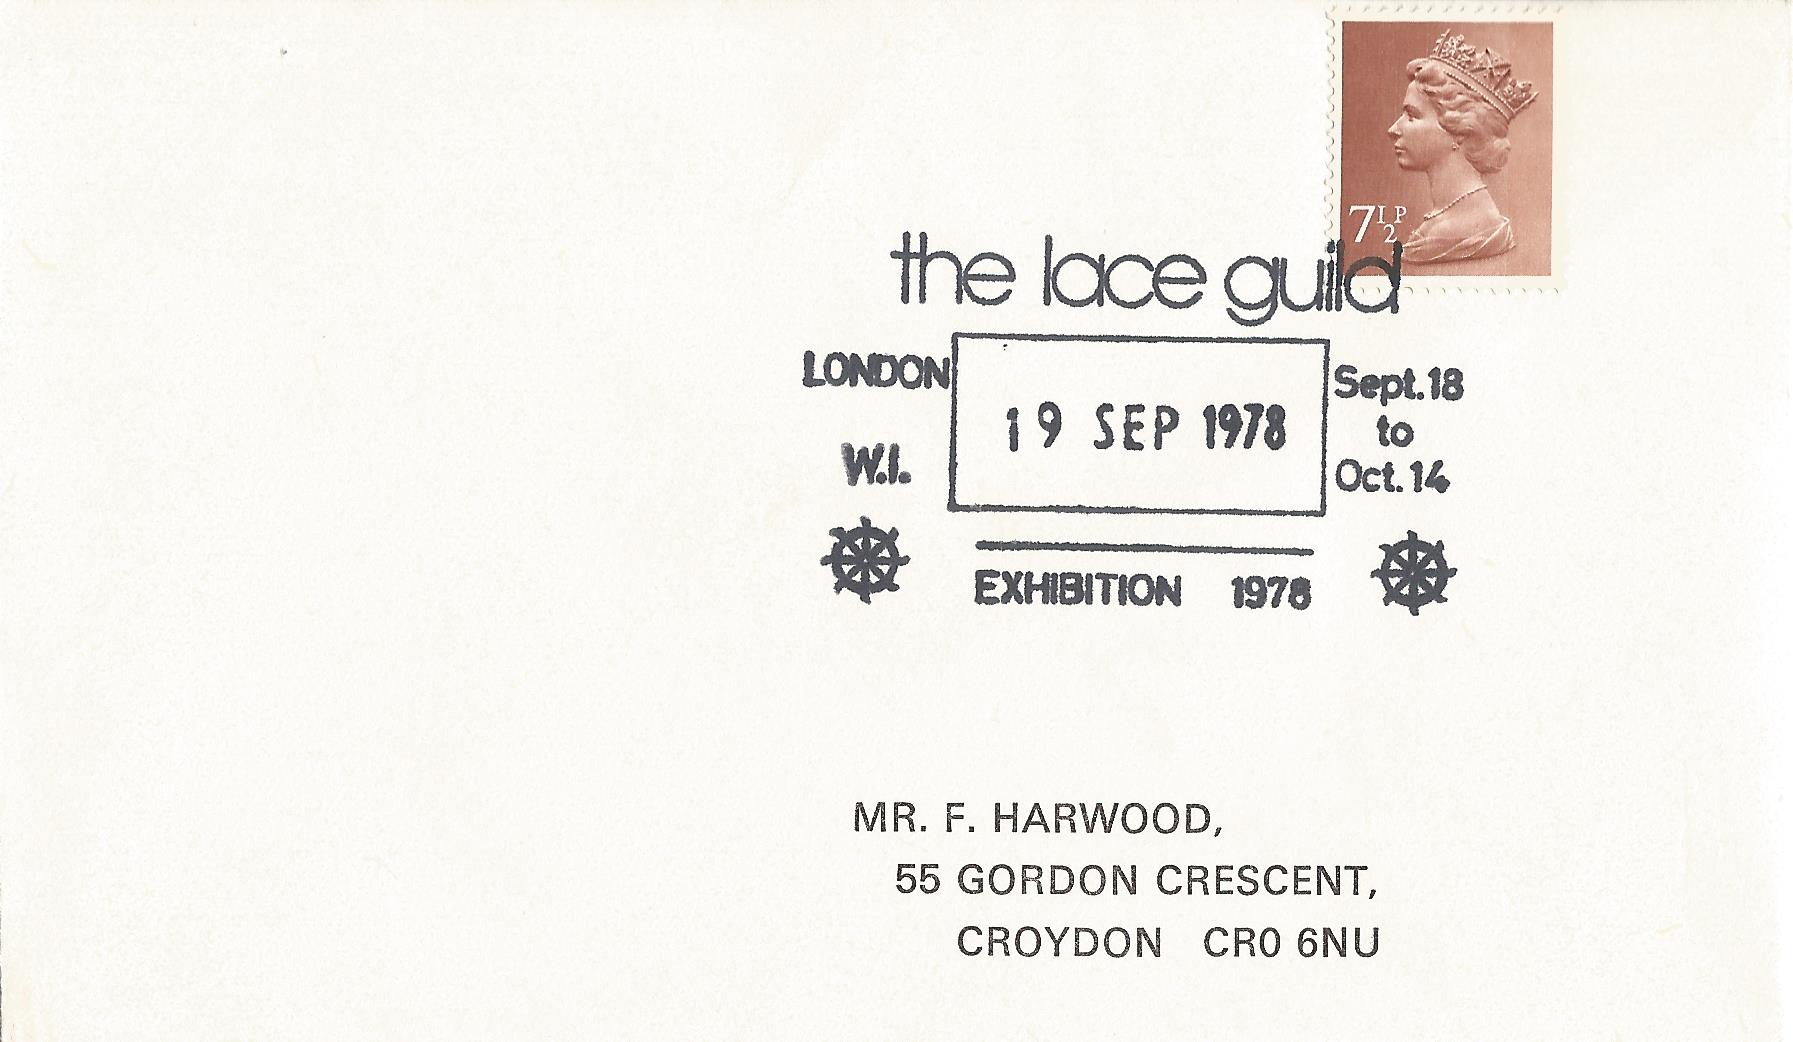 7½P
the lace guild
LONDON
W.1.
19 SEP 1978
Sept. 18
to
Oct. 14
EXHIBITION 1978
MR. F. HARWOOD,
55 GORDON CRESCENT,
CROYDON CR0 6NU